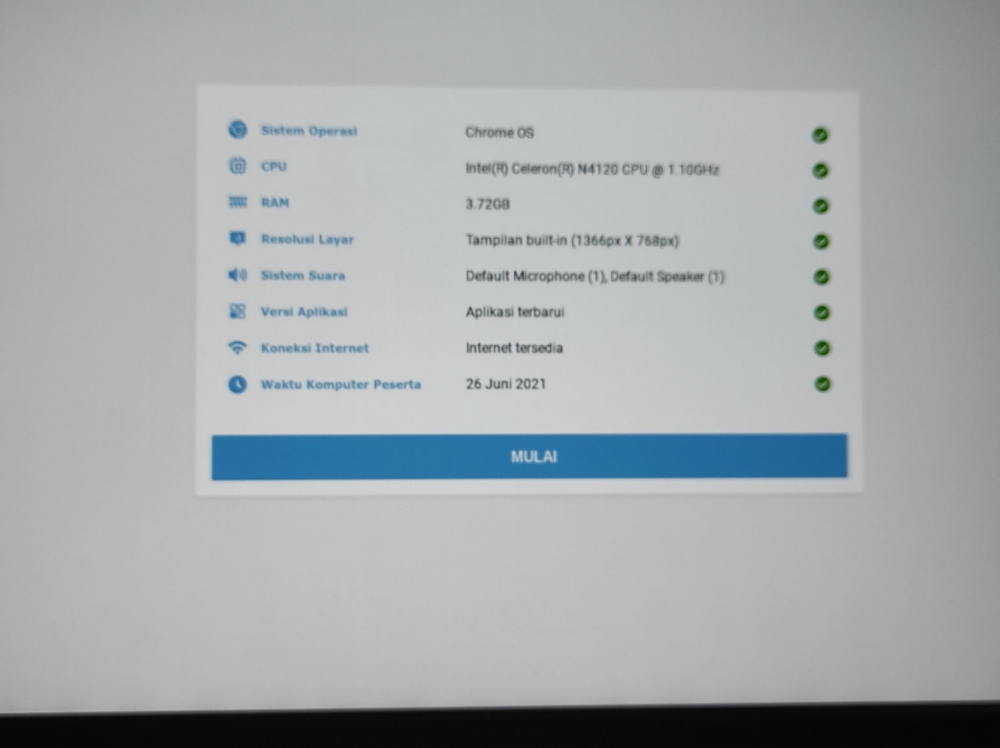 Sistem Operasi Chrome OS
CPU Intel(R) Celeron(R) N4120 CPU @ 1.10GHz
RAM 3.72GB
Resolusi Layar Tampilan built-in (1366px X 768px)
Sistem Suara Default Microphone (1), Default Speaker (1)
Versi Aplikasi Aplikasi terbarui
Koneksi Internet Internet tersedia
Waktu Komputer Peserta 26 Juni 2021
MULAI